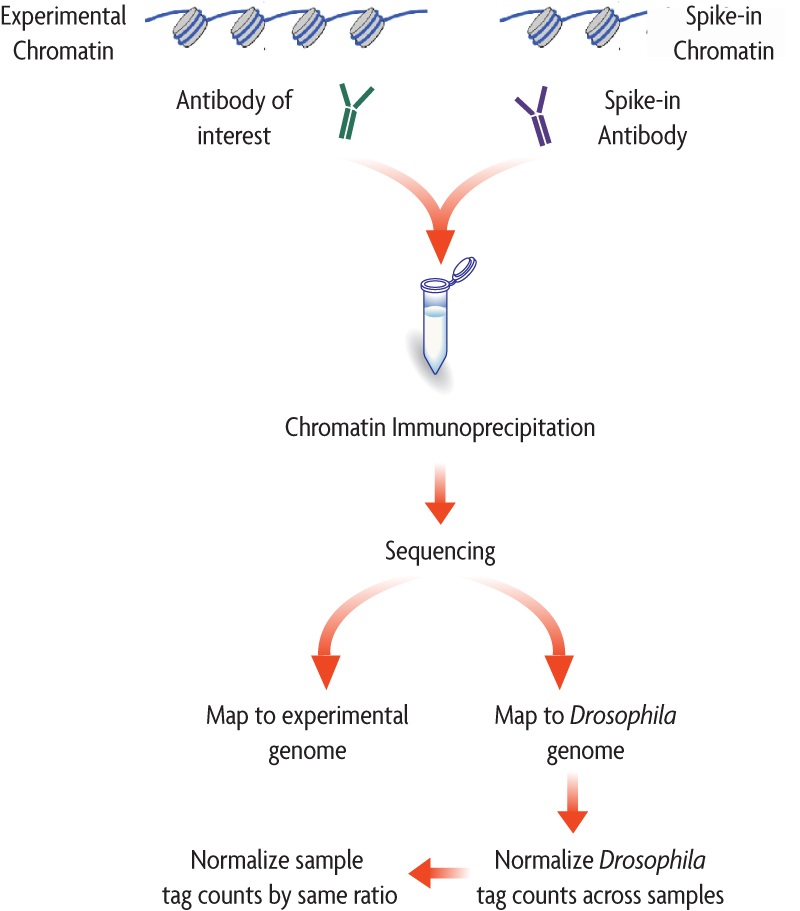 Experimental
Chromatin
Spike-in
Chromatin
Antibody of
interest
Spike-in
Antibody
Chromatin Immunoprecipitation
Sequencing
Map to experimental
genome
Map to Drosophila
genome
Normalize sample
tag counts by same ratio
Normalize Drosophila
tag counts across samples